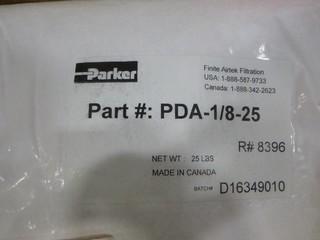 Parker
Finite Airtek Filtration
USA: 1-888-587-9733
Canada: 1-888-342-2623
Part #: PDA-1/8-25
R# 8396
NET WT : 25 LBS
MADE IN CANADA
BATCH# D16349010